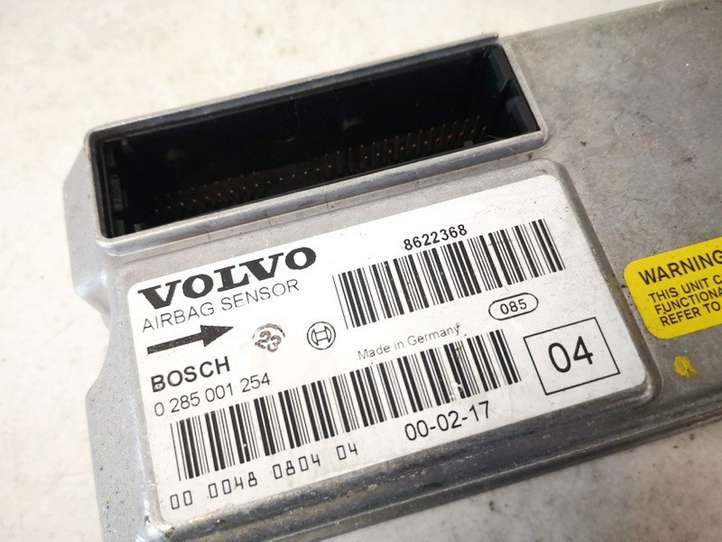 VOLVO
AIRBAG SENSOR
8622368
085
BOSCH
0 285 001 254
Made in Germany
04
00-02-17
00 0048 0804 04
WARNING
THIS UNIT C
FUNCTIONA
REFER TO